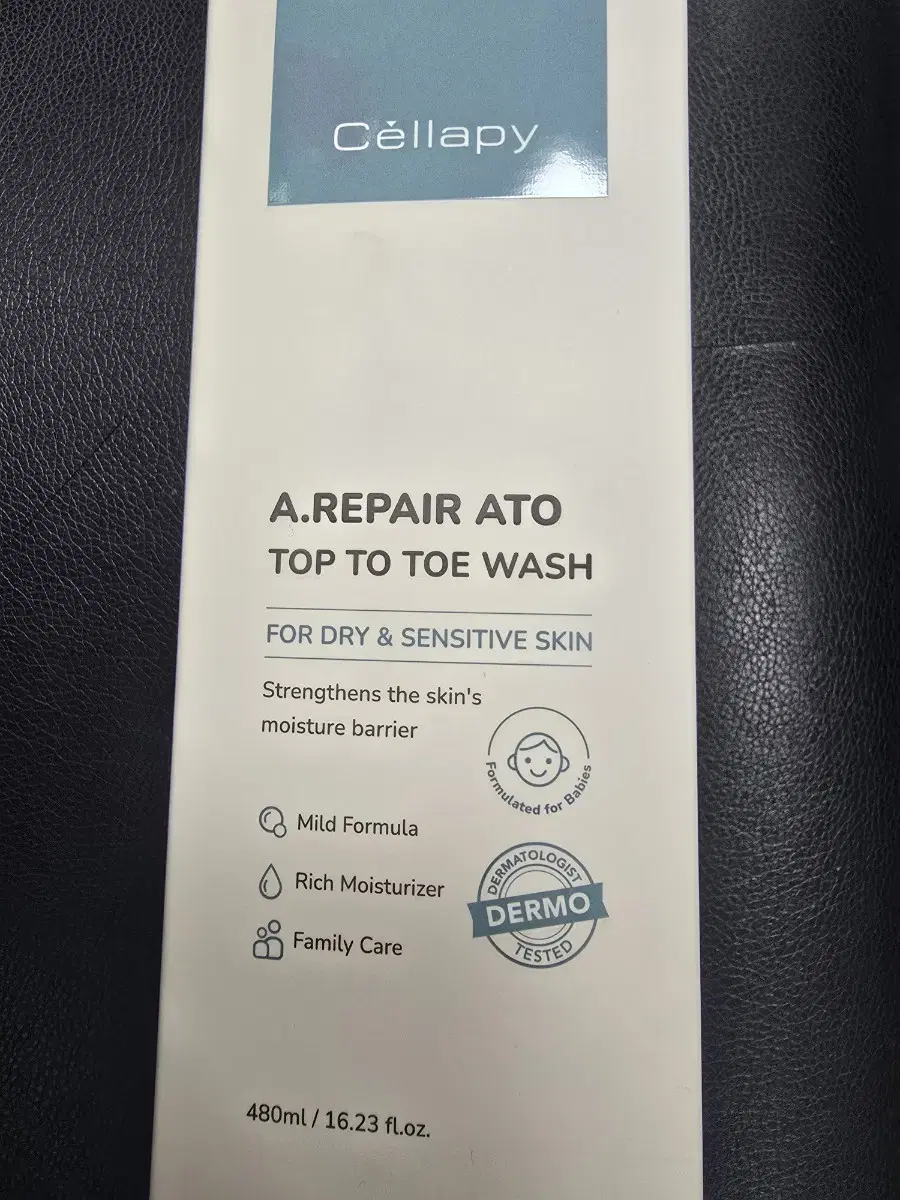 Céllapy
A.REPAIR ATO
TOP TO TOE WASH
FOR DRY & SENSITIVE SKIN
Strengthens the skin's
moisture barrier
Formulated for Babies
Mild Formula
Rich Moisturizer
Family Care
DERMATOLOGIST
DERMO
TESTED
480ml / 16.23 fl.oz.